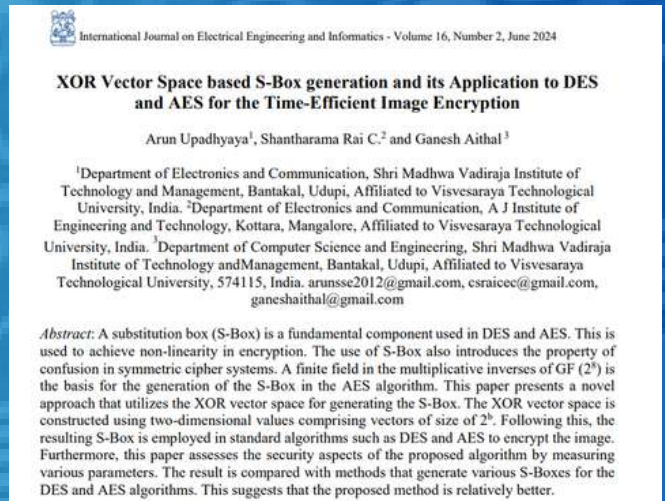 International Journal on Electrical Engineering and Informatics - Volume 16, Number 2, June 2024
XOR Vector Space based S-Box generation and its Application to DES
and AES for the Time-Efficient Image Encryption
Arun Upadhyaya1, Shantharama Rai C.2 and Ganesh Aithal 3
1Department of Electronics and Communication, Shri Madhwa Vadiraja Institute of
Technology and Management, Bantakal, Udupi, Affiliated to Visvesaraya Technological
University, India. 2Department of Electronics and Communication, A J Institute of
Engineering and Technology, Kottara, Mangalore, Affiliated to Visvesaraya Technological
University, India. 3Department of Computer Science and Engineering, Shri Madhwa Vadiraja
Institute of Technology andManagement, Bantakal, Udupi, Affiliated to Visvesaraya
Technological University, 574115, India. arunsse2012@gmail.com, csraicec@gmail.com,
ganeshaithal@gmail.com
Abstract: A substitution box (S-Box) is a fundamental component used in DES and AES. This is
used to achieve non-linearity in encryption. The use of S-Box also introduces the property of
confusion in symmetric cipher systems. A finite field in the multiplicative inverses of GF (2⁸) is
the basis for the generation of the S-Box in the AES algorithm. This paper presents a novel
approach that utilizes the XOR vector space for generating the S-Box. The XOR vector space is
constructed using two-dimensional values comprising vectors of size of 2ᵇ. Following this, the
resulting S-Box is employed in standard algorithms such as DES and AES to encrypt the image.
Furthermore, this paper assesses the security aspects of the proposed algorithm by measuring
various parameters. The result is compared with methods that generate various S-Boxes for the
DES and AES algorithms. This suggests that the proposed method is relatively better.